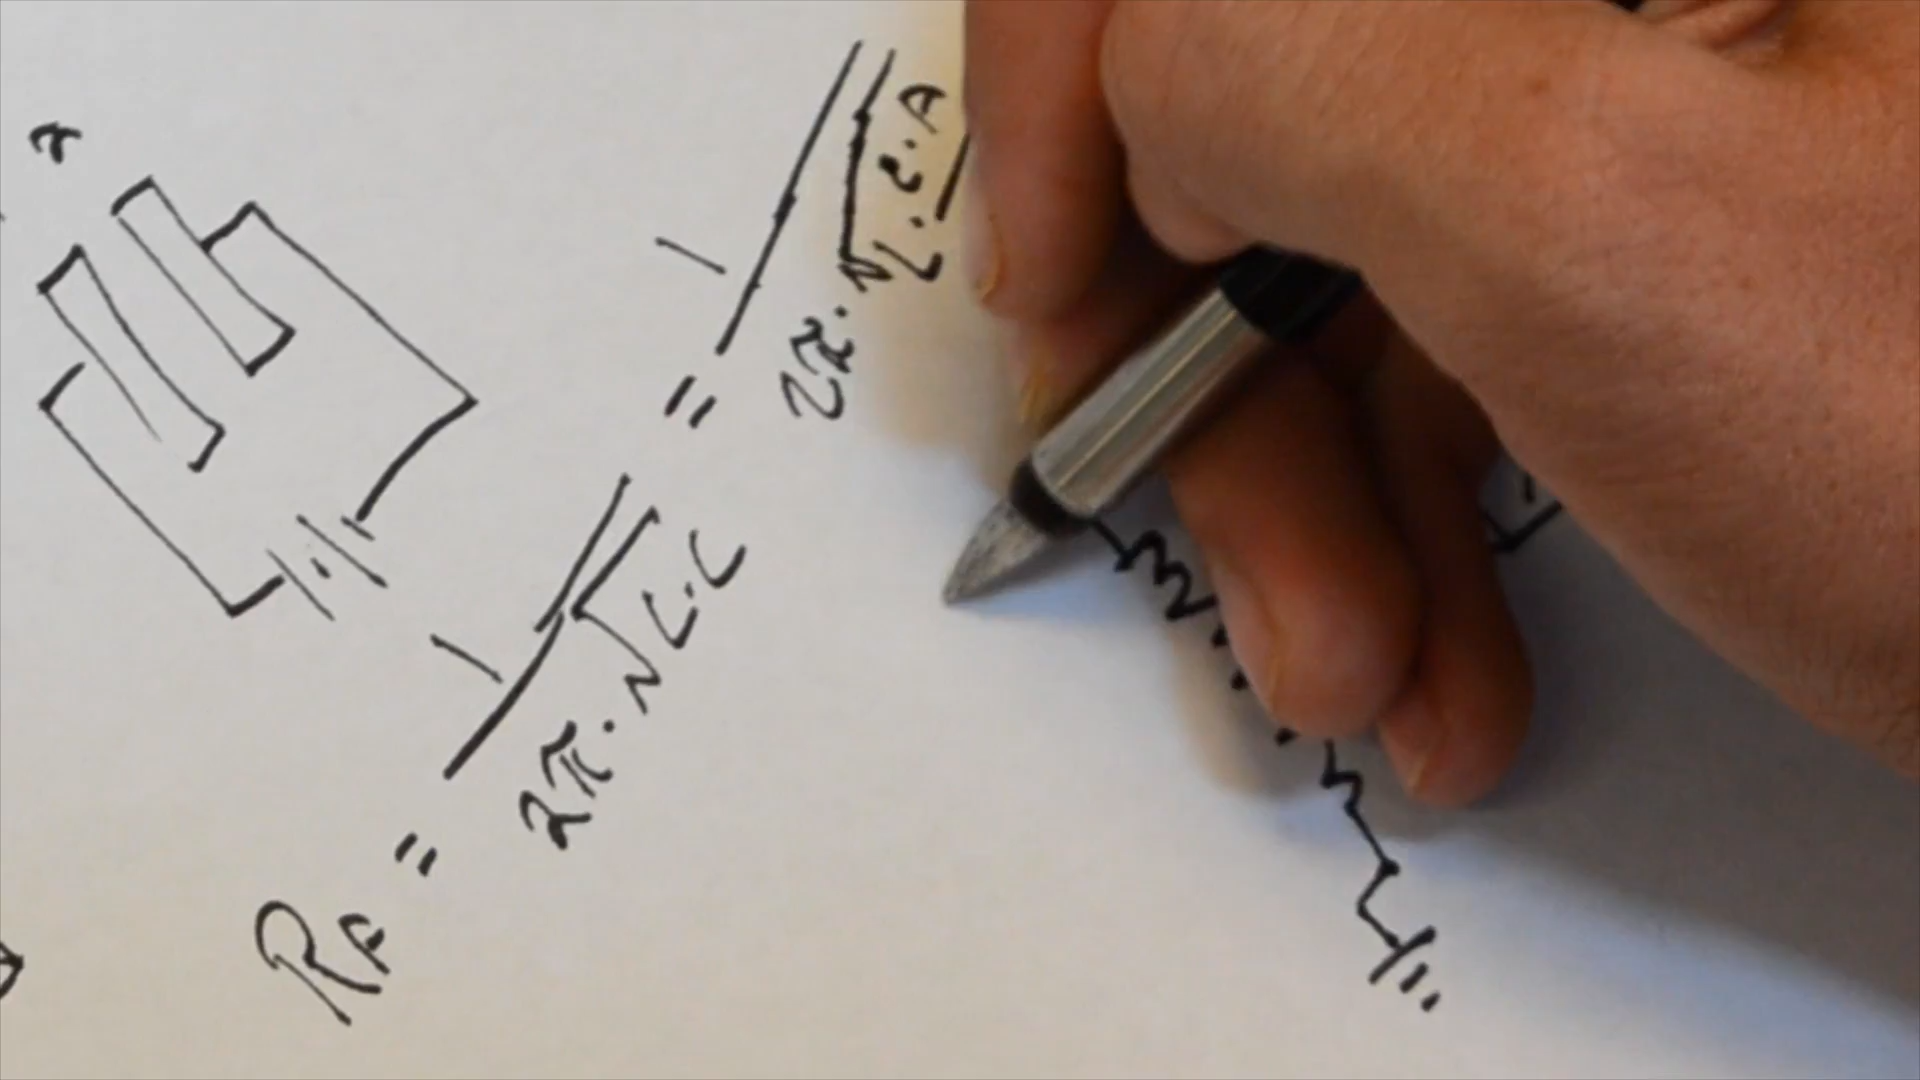 RF = 1 / 2π·√L·C = 1 / 2π·√L·ε·A